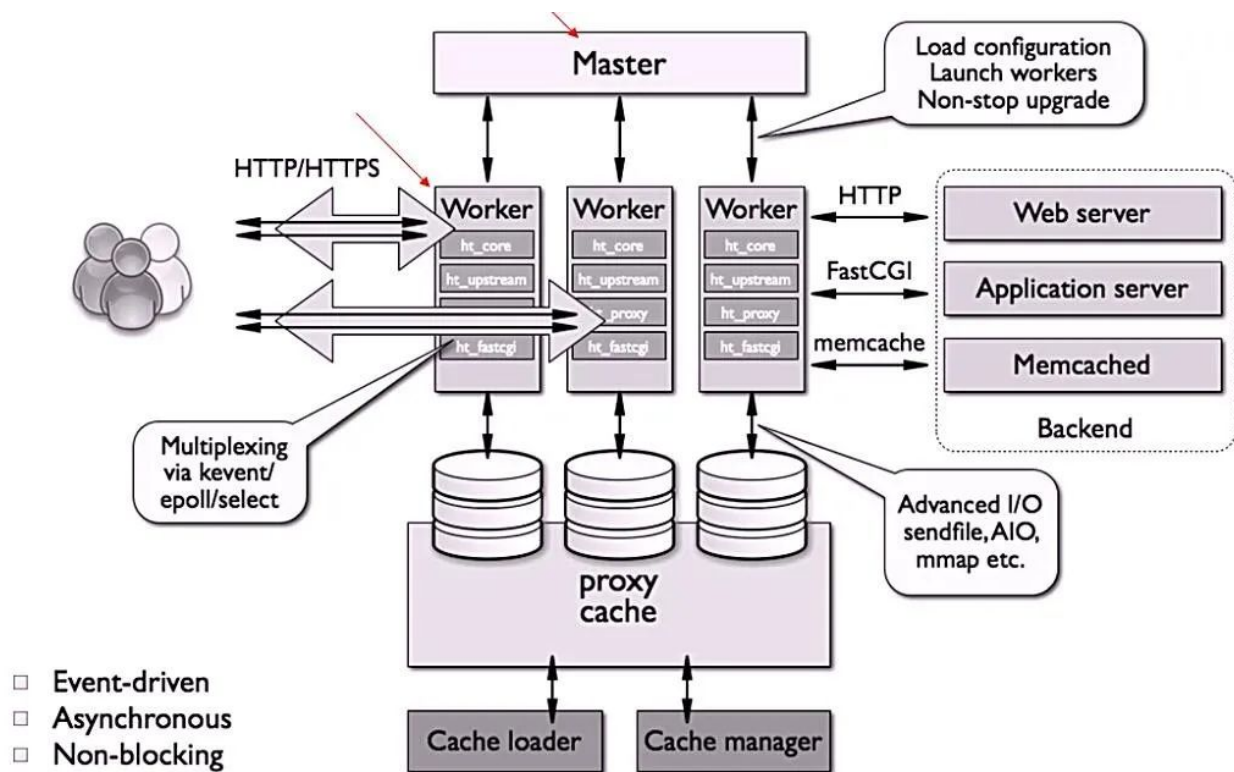 Master
Load configuration
Launch workers
Non-stop upgrade
HTTP/HTTPS
Worker
ht_core
ht_upstream
ht_fastcgi
Worker
ht_core
ht_upstream
ht_proxy
ht_fastcgi
Worker
ht_core
ht_upstream
ht_proxy
ht_fastcgi
HTTP
FastCGI
memcache
Web server
Application server
Memcached
Backend
Multiplexing
via kevent/
epoll/select
Advanced I/O
sendfile, AIO,
mmap etc.
proxy
cache
Event-driven
Asynchronous
Non-blocking
Cache loader
Cache manager